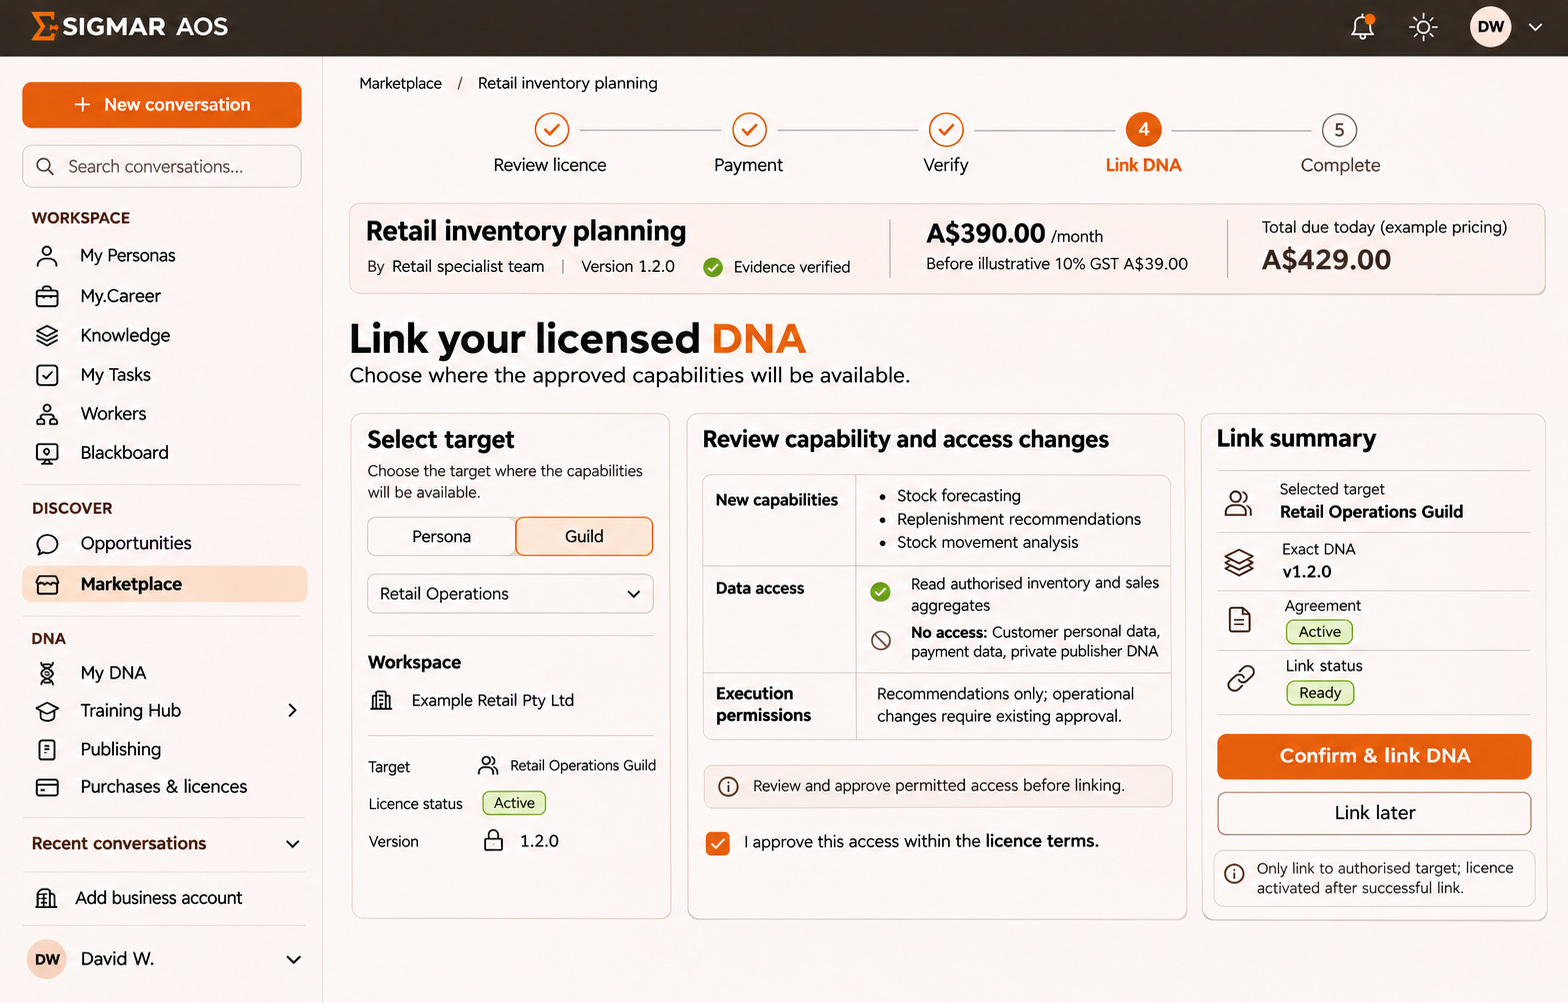 SIGMAR AOS
DW
New conversation
Search conversations...
WORKSPACE
My Personas
My.Career
Knowledge
My Tasks
Workers
Blackboard
DISCOVER
Opportunities
Marketplace
DNA
My DNA
Training Hub
Publishing
Purchases & licences
Recent conversations
Add business account
DW David W.
Marketplace / Retail inventory planning
4 5
Review licence Payment Verify Link DNA Complete
Retail inventory planning
By Retail specialist team | Version 1.2.0 Evidence verified
A$390.00 /month
Before illustrative 10% GST A$39.00
Total due today (example pricing)
A$429.00
Link your licensed DNA
Choose where the approved capabilities will be available.
Select target
Choose the target where the capabilities
will be available.
Persona Guild
Retail Operations
Workspace
Example Retail Pty Ltd
Target Retail Operations Guild
Licence status Active
Version 1.2.0
Review capability and access changes
New capabilities
• Stock forecasting
• Replenishment recommendations
• Stock movement analysis
Data access
Read authorised inventory and sales
aggregates
No access: Customer personal data,
payment data, private publisher DNA
Execution
permissions
Recommendations only; operational
changes require existing approval.
Review and approve permitted access before linking.
I approve this access within the licence terms.
Link summary
Selected target
Retail Operations Guild
Exact DNA
v1.2.0
Agreement
Active
Link status
Ready
Confirm & link DNA
Link later
Only link to authorised target; licence
activated after successful link.